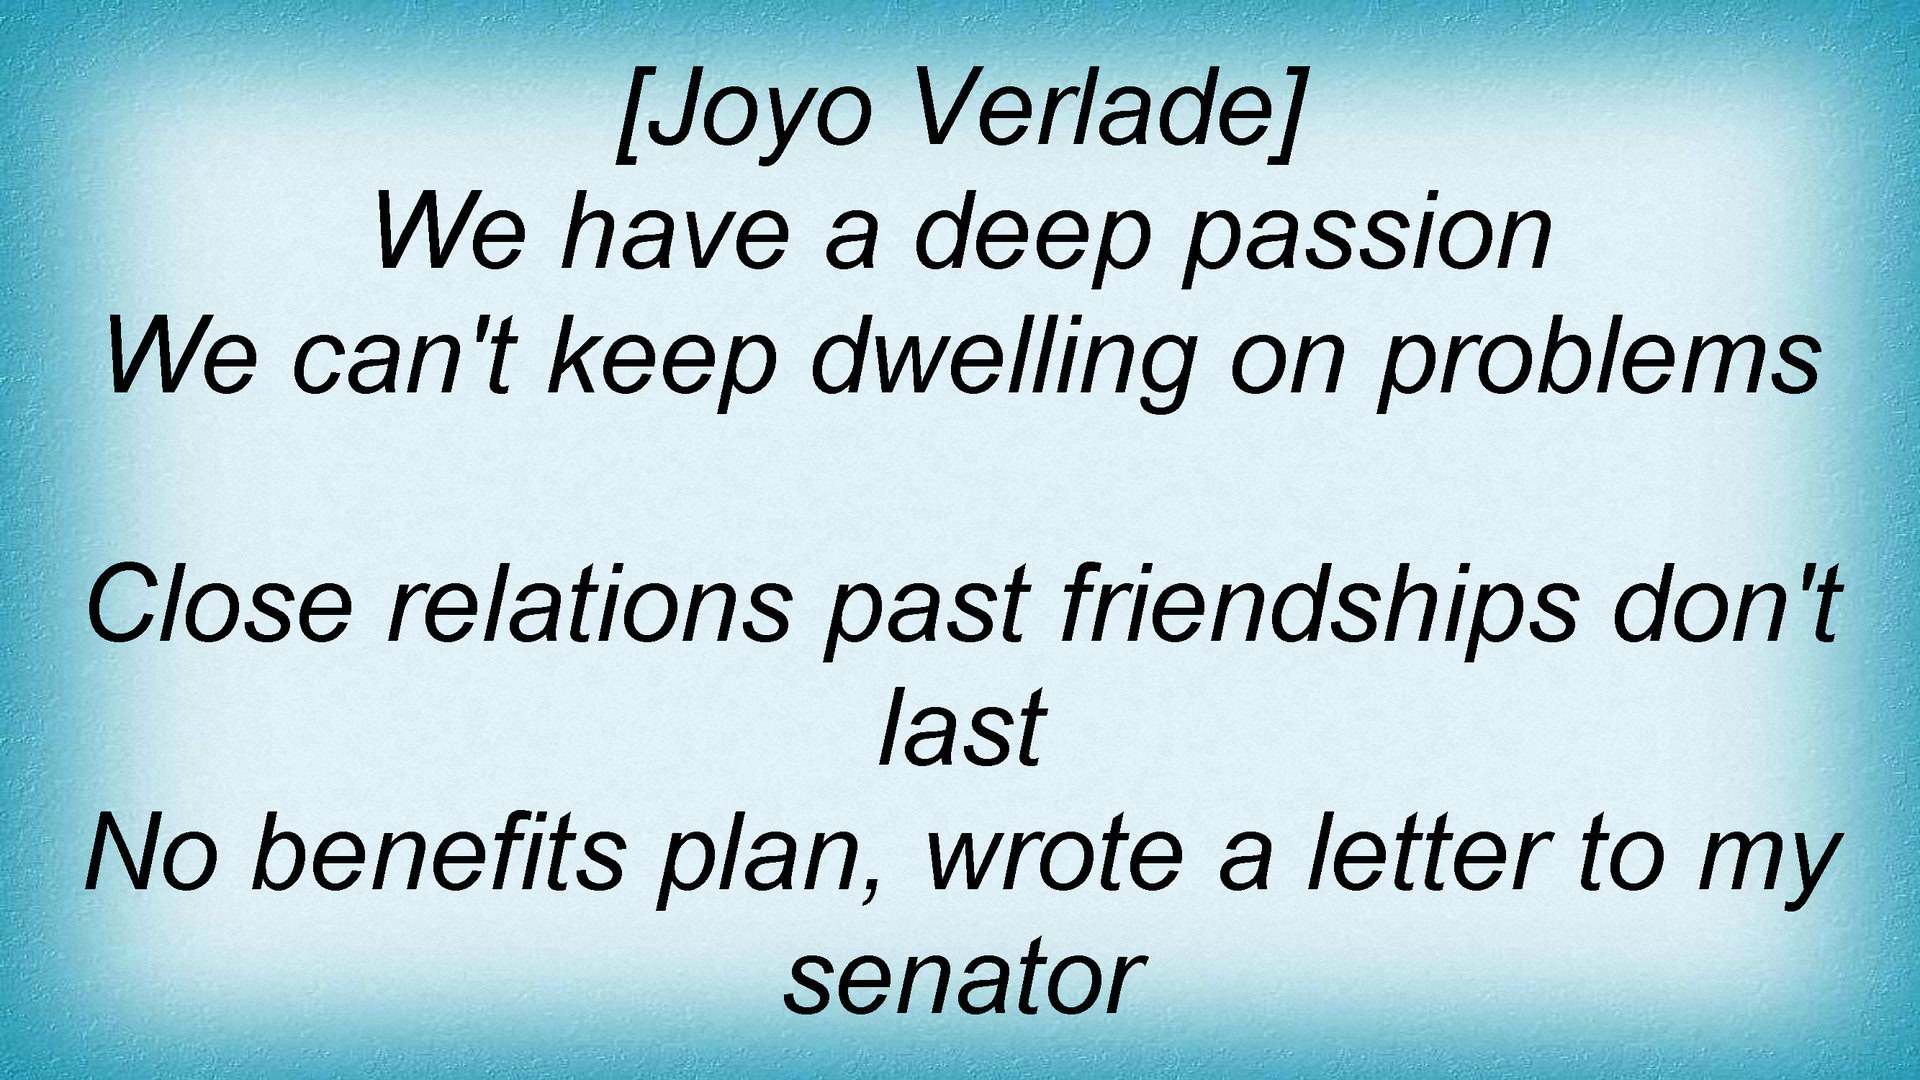 [Joyo Verlade]
We have a deep passion
We can't keep dwelling on problems
Close relations past friendships don't
last
No benefits plan, wrote a letter to my
senator